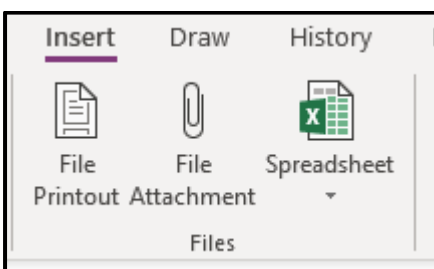 Insert Draw History
File File Spreadsheet
Printout Attachment
Files